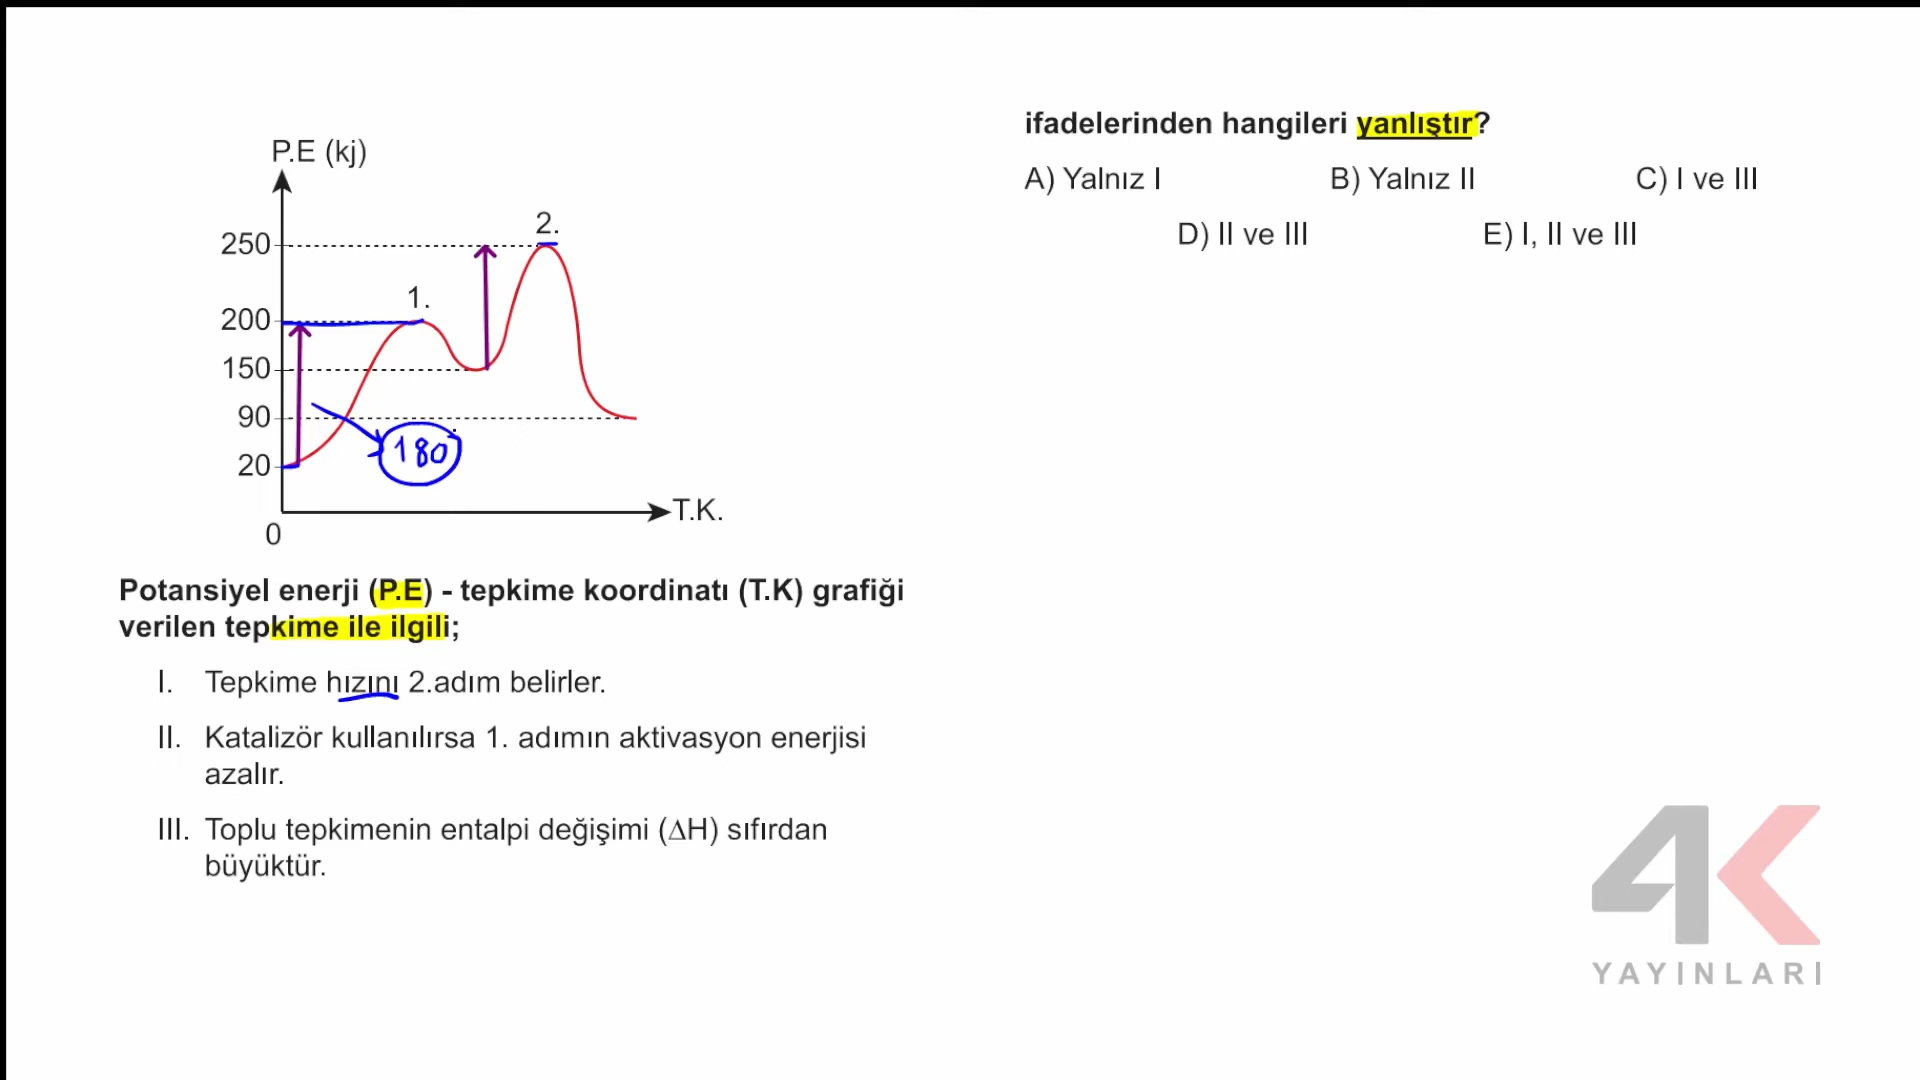 P.E (kj)
250
200
150
90
20
0
1.
2.
180
T.K.
Potansiyel enerji (P.E) - tepkime koordinatı (T.K) grafiği
verilen tepkime ile ilgili;
I. Tepkime hızını 2.adım belirler.
II. Katalizör kullanılırsa 1. adımın aktivasyon enerjisi
azalır.
III. Toplu tepkimenin entalpi değişimi (∆H) sıfırdan
büyüktür.
ifadelerinden hangileri yanlıştır?
A) Yalnız I B) Yalnız II C) I ve III
D) II ve III E) I, II ve III
4K
YAYINLARI